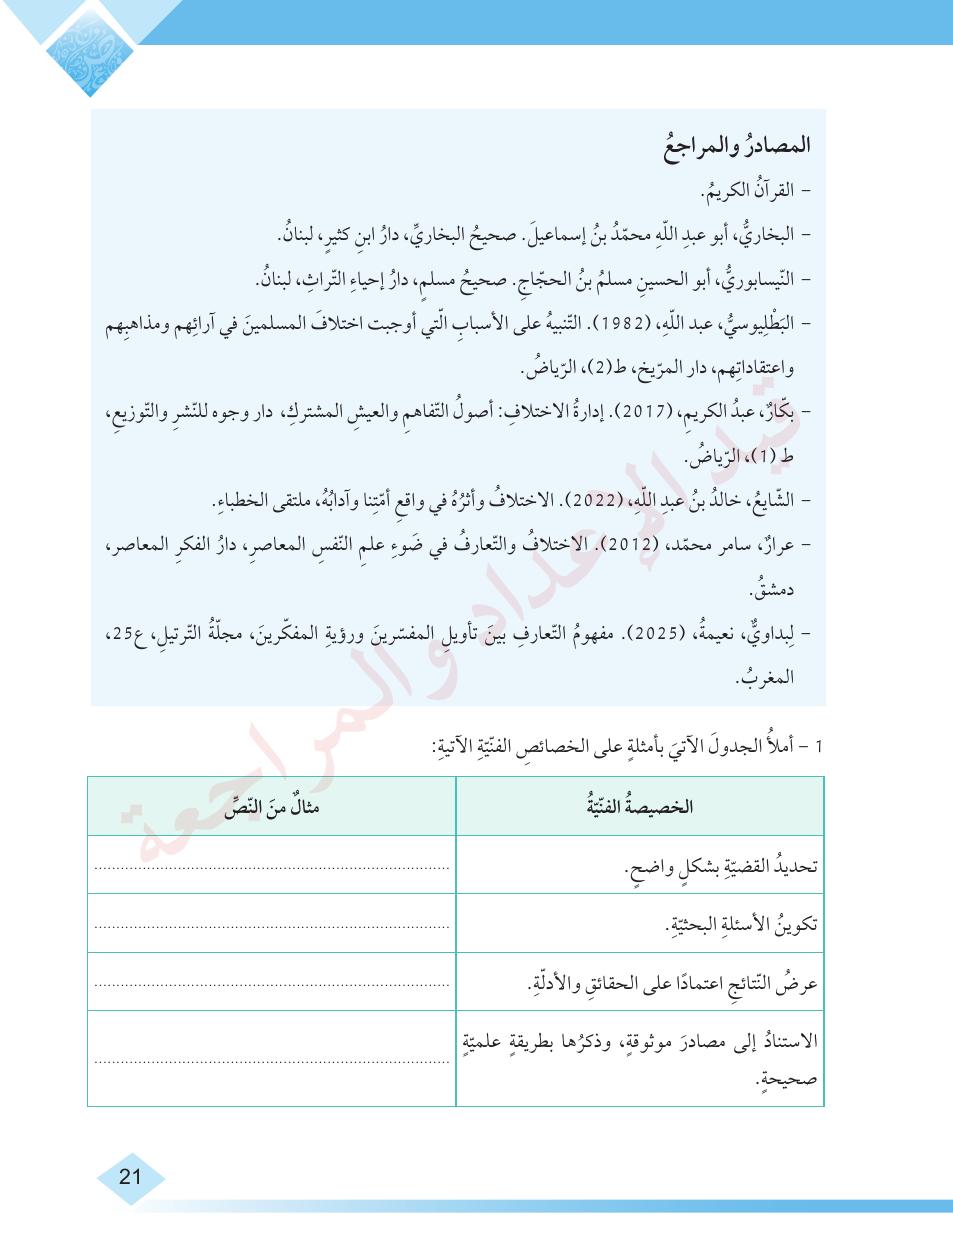 المصادرُ والمراجعُ
– القرآنُ الكريمُ.
– البخاريُّ، أبو عبدِ اللّهِ محمّدُ بنُ إسماعيلَ. صحيحُ البخاريِّ، دارُ ابنِ كثيرٍ، لبنانُ.
– النّيسابوريُّ، أبو الحسينِ مسلمُ بنُ الحجّاجِ. صحيحُ مسلمٍ، دارُ إحياءِ التّراثِ، لبنانُ.
– البَطْلِيوسيُّ، عبد اللّهِ، (1982). التّنبيهُ على الأسبابِ الّتي أوجبت اختلافَ المسلمينَ في آرائِهم ومذاهبِهم
واعتقاداتِهم، دار المرّيخ، ط(2)، الرّياضُ.
– بكّارٌ، عبدُ الكريمِ، (2017). إدارةُ الاختلافِ: أصولُ التّفاهمِ والعيشِ المشتركِ، دار وجوه للنّشرِ والتّوزيعِ،
ط (1)، الرّياضُ.
– الشّايعُ، خالدُ بنُ عبدِ اللّهِ، (2022). الاختلافُ وأثرُهُ في واقعِ أمّتِنا وآدابُهُ، ملتقى الخطباءِ.
– عرارٌ، سامر محمّد، (2012). الاختلافُ والتّعارفُ في ضَوءِ علمِ النّفسِ المعاصرِ، دارُ الفكرِ المعاصر،
دمشقُ.
– لِبداويٌّ، نعيمةُ، (2025). مفهومُ التّعارفِ بينَ تأويلِ المفسّرينَ ورؤيةِ المفكّرينَ، مجلّةُ التّرتيلِ، ع25،
المغربُ.
1 – أملأُ الجدولَ الآتيَ بأمثلةٍ على الخصائصِ الفنّيّةِ الآتيةِ:
الخصيصةُ الفنّيّةُ
مثالٌ منَ النّصِّ
تحديدُ القضيّةِ بشكلٍ واضحٍ.
تكوينُ الأسئلةِ البحثيّةِ.
عرضُ النّتائجِ اعتمادًا على الحقائقِ والأدلّةِ.
الاستنادُ إلى مصادرَ موثوقةٍ، وذكرُها بطريقةٍ علميّةٍ
صحيحةٍ.
قيد الإعداد والمراجعة
21